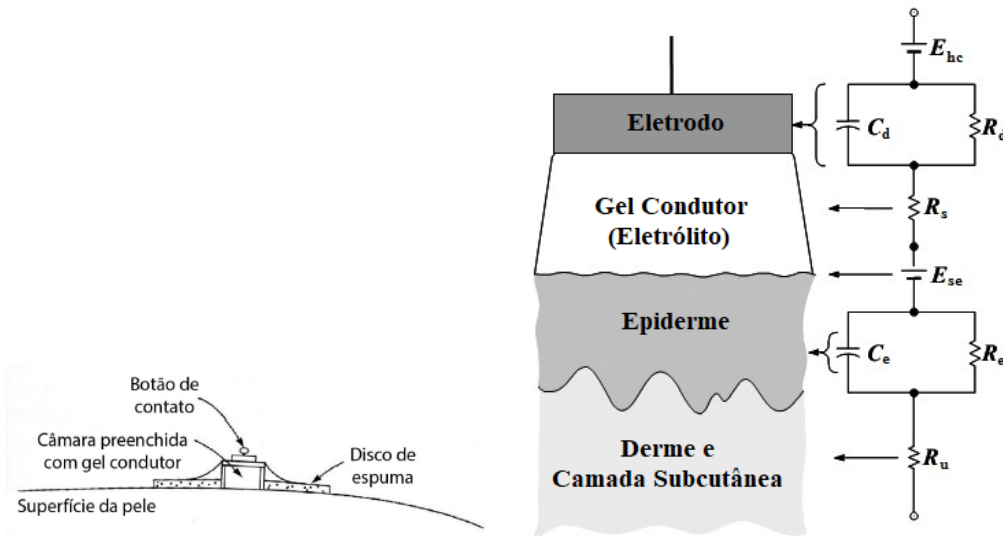 Botão de
contato
Câmara preenchida
com gel condutor
Disco de
espuma
Superfície da pele
Eletrodo
Gel Condutor
(Eletrólito)
Epiderme
Derme e
Camada Subcutânea
E_hc
C_d
R_d
R_s
E_se
C_e
R_e
R_u